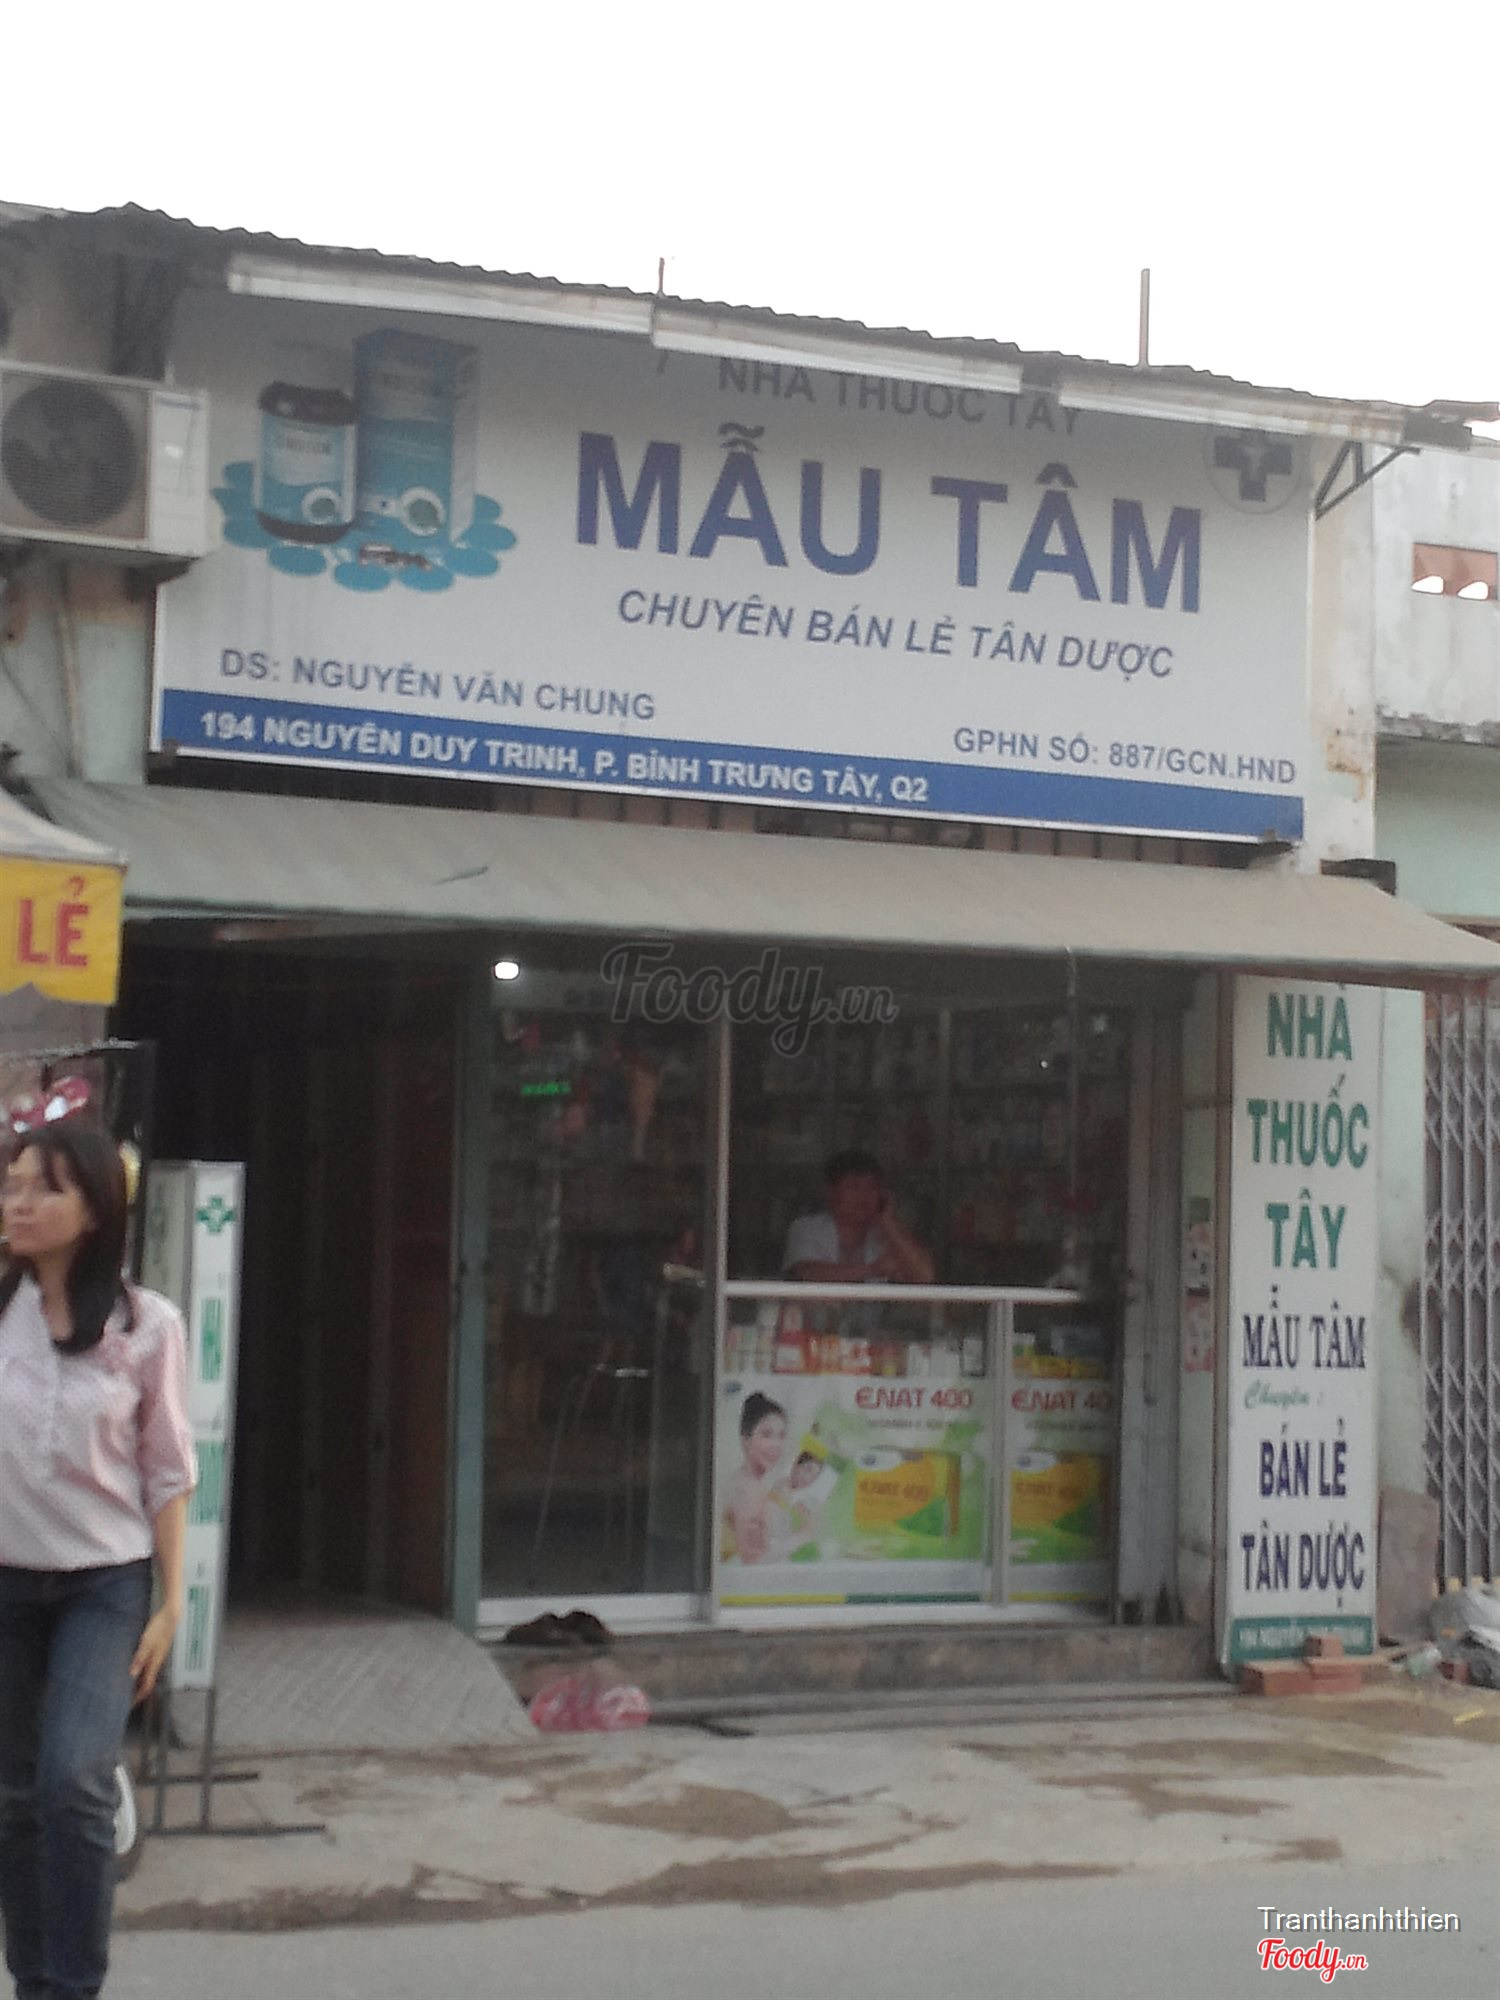 NHÀ THUỐC TÂY
MẪU TÂM
CHUYÊN BÁN LẺ TÂN DƯỢC
DS: NGUYỄN VĂN CHUNG
GPHN SỐ: 887/GCN.HND
194 NGUYỄN DUY TRINH, P. BÌNH TRƯNG TÂY, Q2
LẺ
Foody.vn
NHÀ
THUỐC
TÂY
MẪU TÂM
Chuyên :
BÁN LẺ
TÂN DƯỢC
ENAT 400
ENAT 40
ENAT 400
Tranthanhthien
Foody.vn